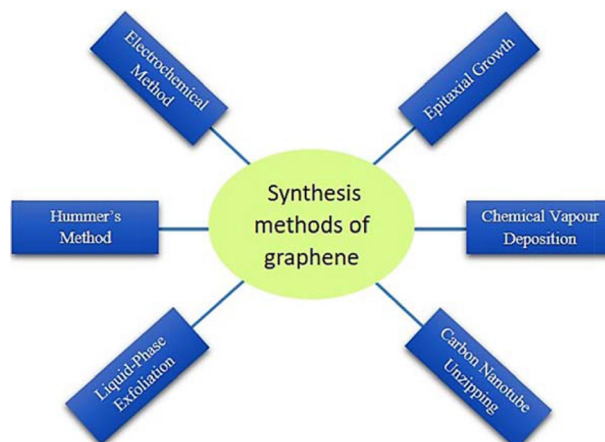 Electrochemical
Method
Epitaxial Growth
Hummer's
Method
Synthesis
methods of
graphene
Chemical Vapour
Deposition
Liquid-Phase
Exfoliation
Carbon Nanotube
Unzipping